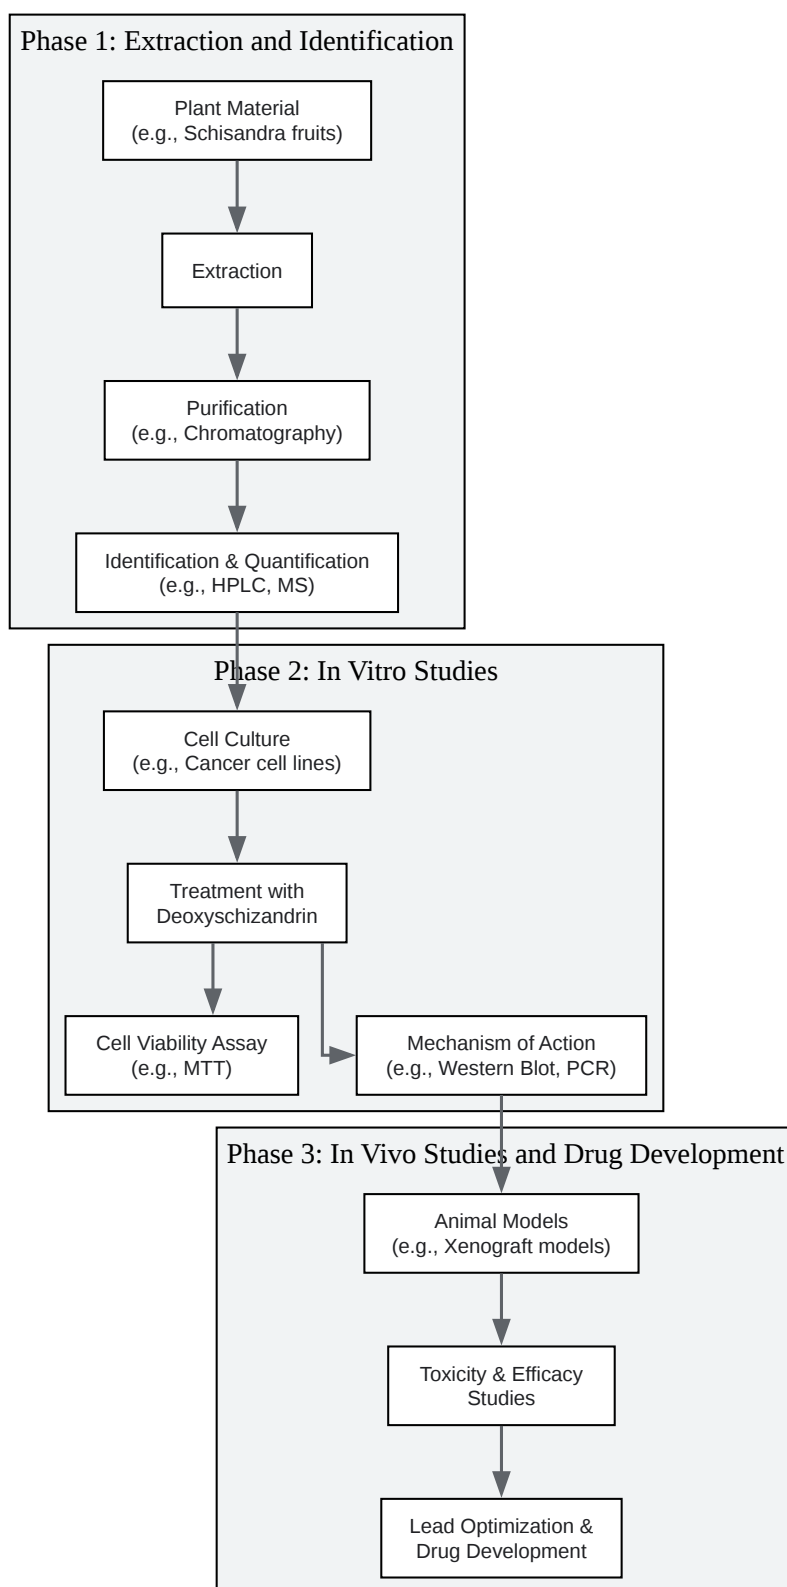 Phase 1: Extraction and Identification
Plant Material
(e.g., Schisandra fruits)
Extraction
Purification
(e.g., Chromatography)
Identification & Quantification
(e.g., HPLC, MS)
Phase 2: In Vitro Studies
Cell Culture
(e.g., Cancer cell lines)
Treatment with
Deoxyschizandrin
Cell Viability Assay
(e.g., MTT)
Mechanism of Action
(e.g., Western Blot, PCR)
Phase 3: In Vivo Studies and Drug Development
Animal Models
(e.g., Xenograft models)
Toxicity & Efficacy
Studies
Lead Optimization &
Drug Development